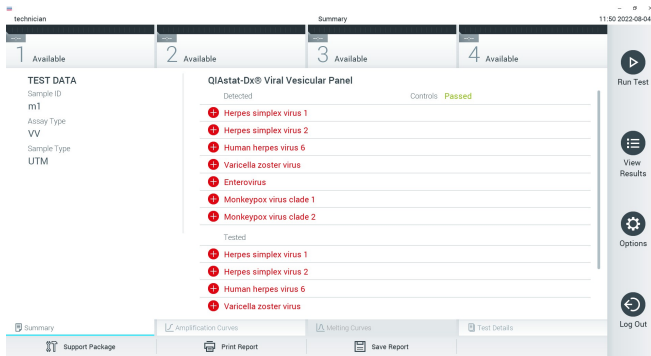 technician Summary 11:50 2022-08-04
1 Available 2 Available 3 Available 4 Available
TEST DATA
Sample ID
m1
Assay Type
VV
Sample Type
UTM
QIAstat-Dx® Viral Vesicular Panel
Detected Controls Passed
Herpes simplex virus 1
Herpes simplex virus 2
Human herpes virus 6
Varicella zoster virus
Enterovirus
Monkeypox virus clade 1
Monkeypox virus clade 2
Tested
Herpes simplex virus 1
Herpes simplex virus 2
Human herpes virus 6
Varicella zoster virus
Run Test
View
Results
Options
Log Out
Summary Amplification Curves Melting Curves Test Details
Support Package Print Report Save Report